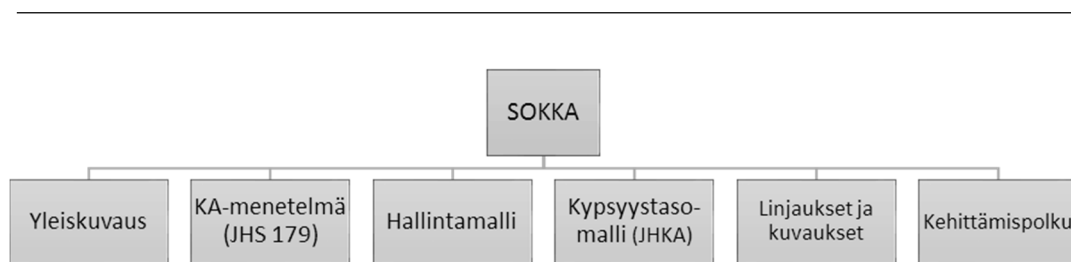 SOKKA
Yleiskuvaus
KA-menetelmä
(JHS 179)
Hallintamalli
Kypsyystaso-
malli (JHKA)
Linjaukset ja
kuvaukset
Kehittämispolku